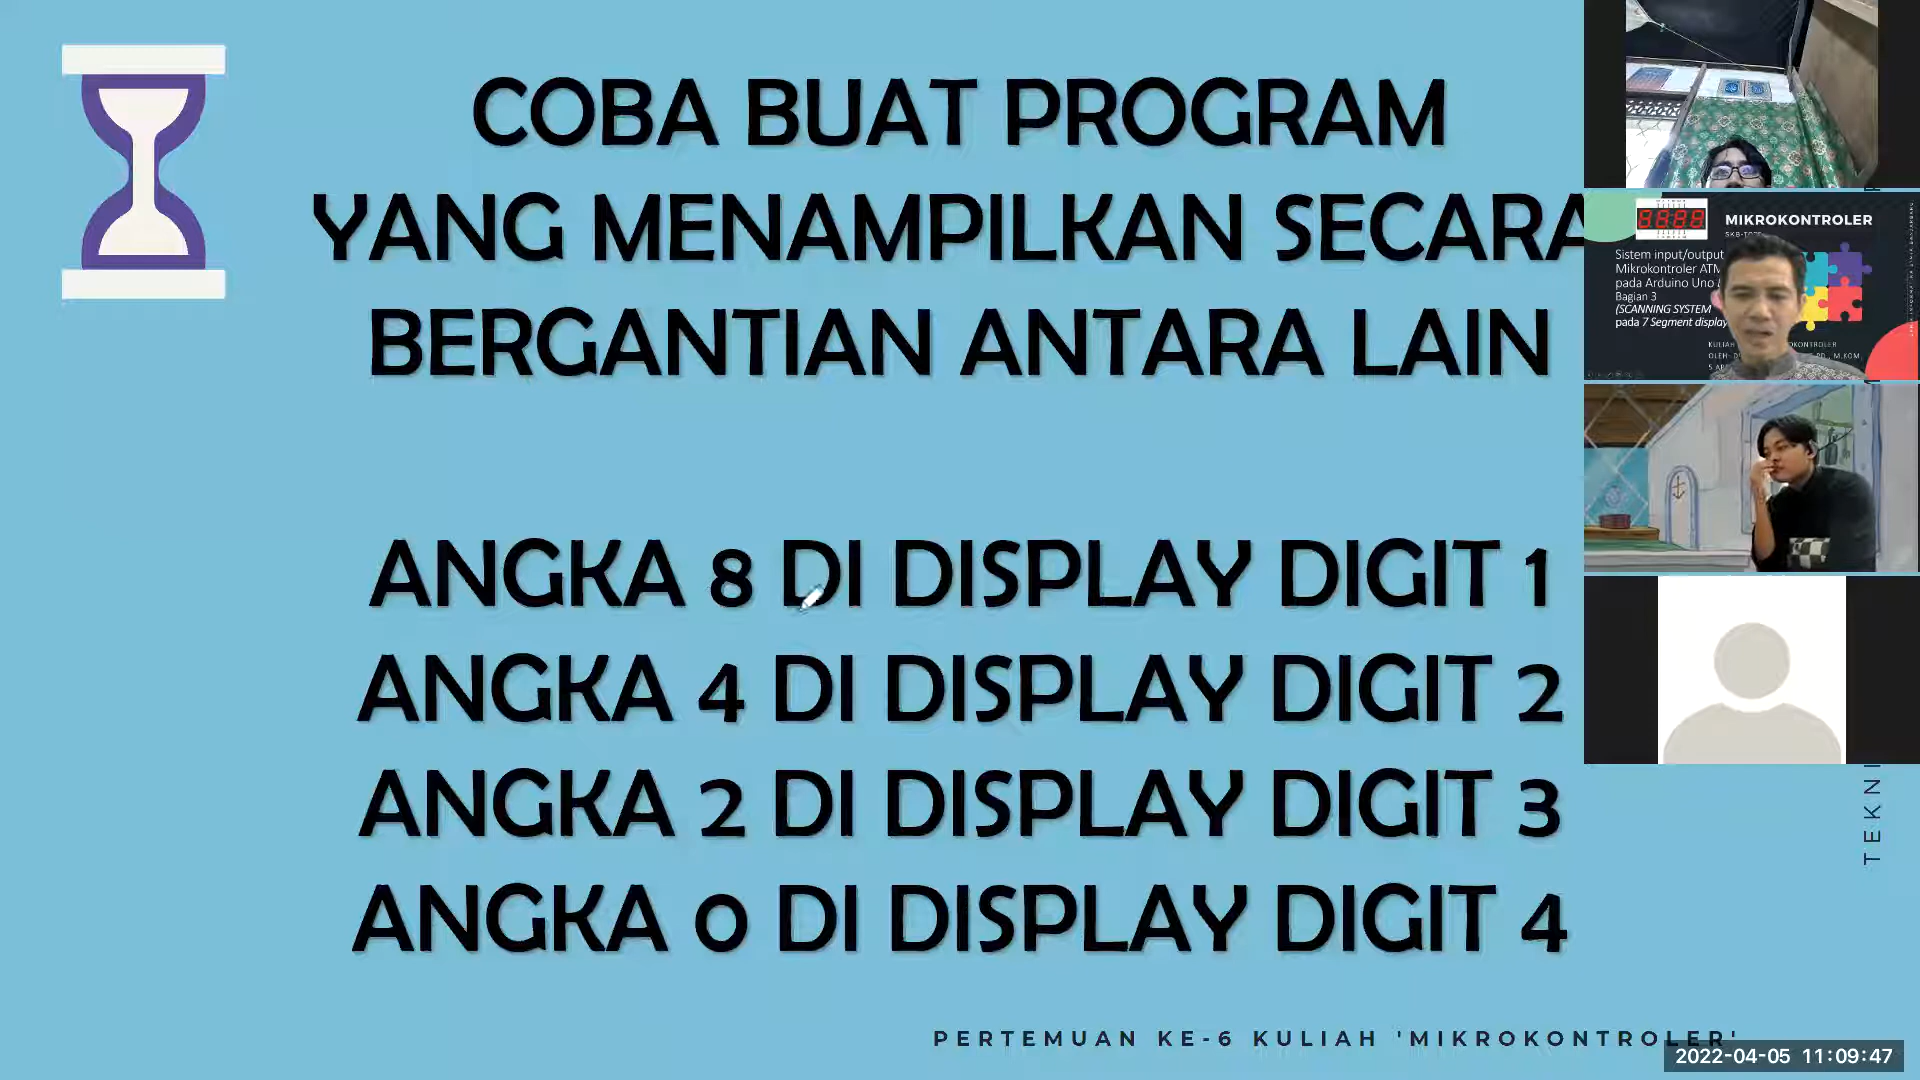 COBA BUAT PROGRAM
YANG MENAMPILKAN SECARA
BERGANTIAN ANTARA LAIN
ANGKA 8 DI DISPLAY DIGIT 1
ANGKA 4 DI DISPLAY DIGIT 2
ANGKA 2 DI DISPLAY DIGIT 3
ANGKA 0 DI DISPLAY DIGIT 4
PERTEMUAN KE-6 KULIAH 'MIKROKONTROLER'
TEKNI
8888
MIKROKONTROLER
Sistem input/output
Mikrokontroler ATM
pada Arduino Uno
Bagian 3
(SCANNING SYSTEM
pada 7 Segment display
2022-04-05 11:09:47